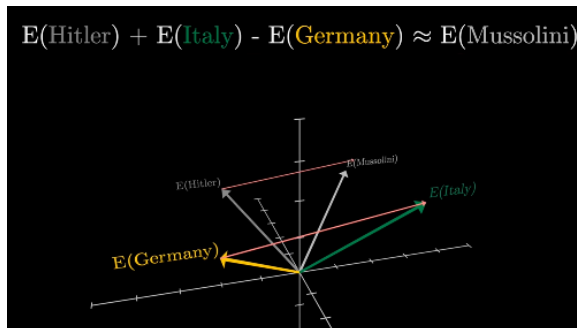 E(Hitler) + E(Italy) - E(Germany) ≈ E(Mussolini)
E(Mussolini)
E(Hitler)
E(Italy)
E(Germany)